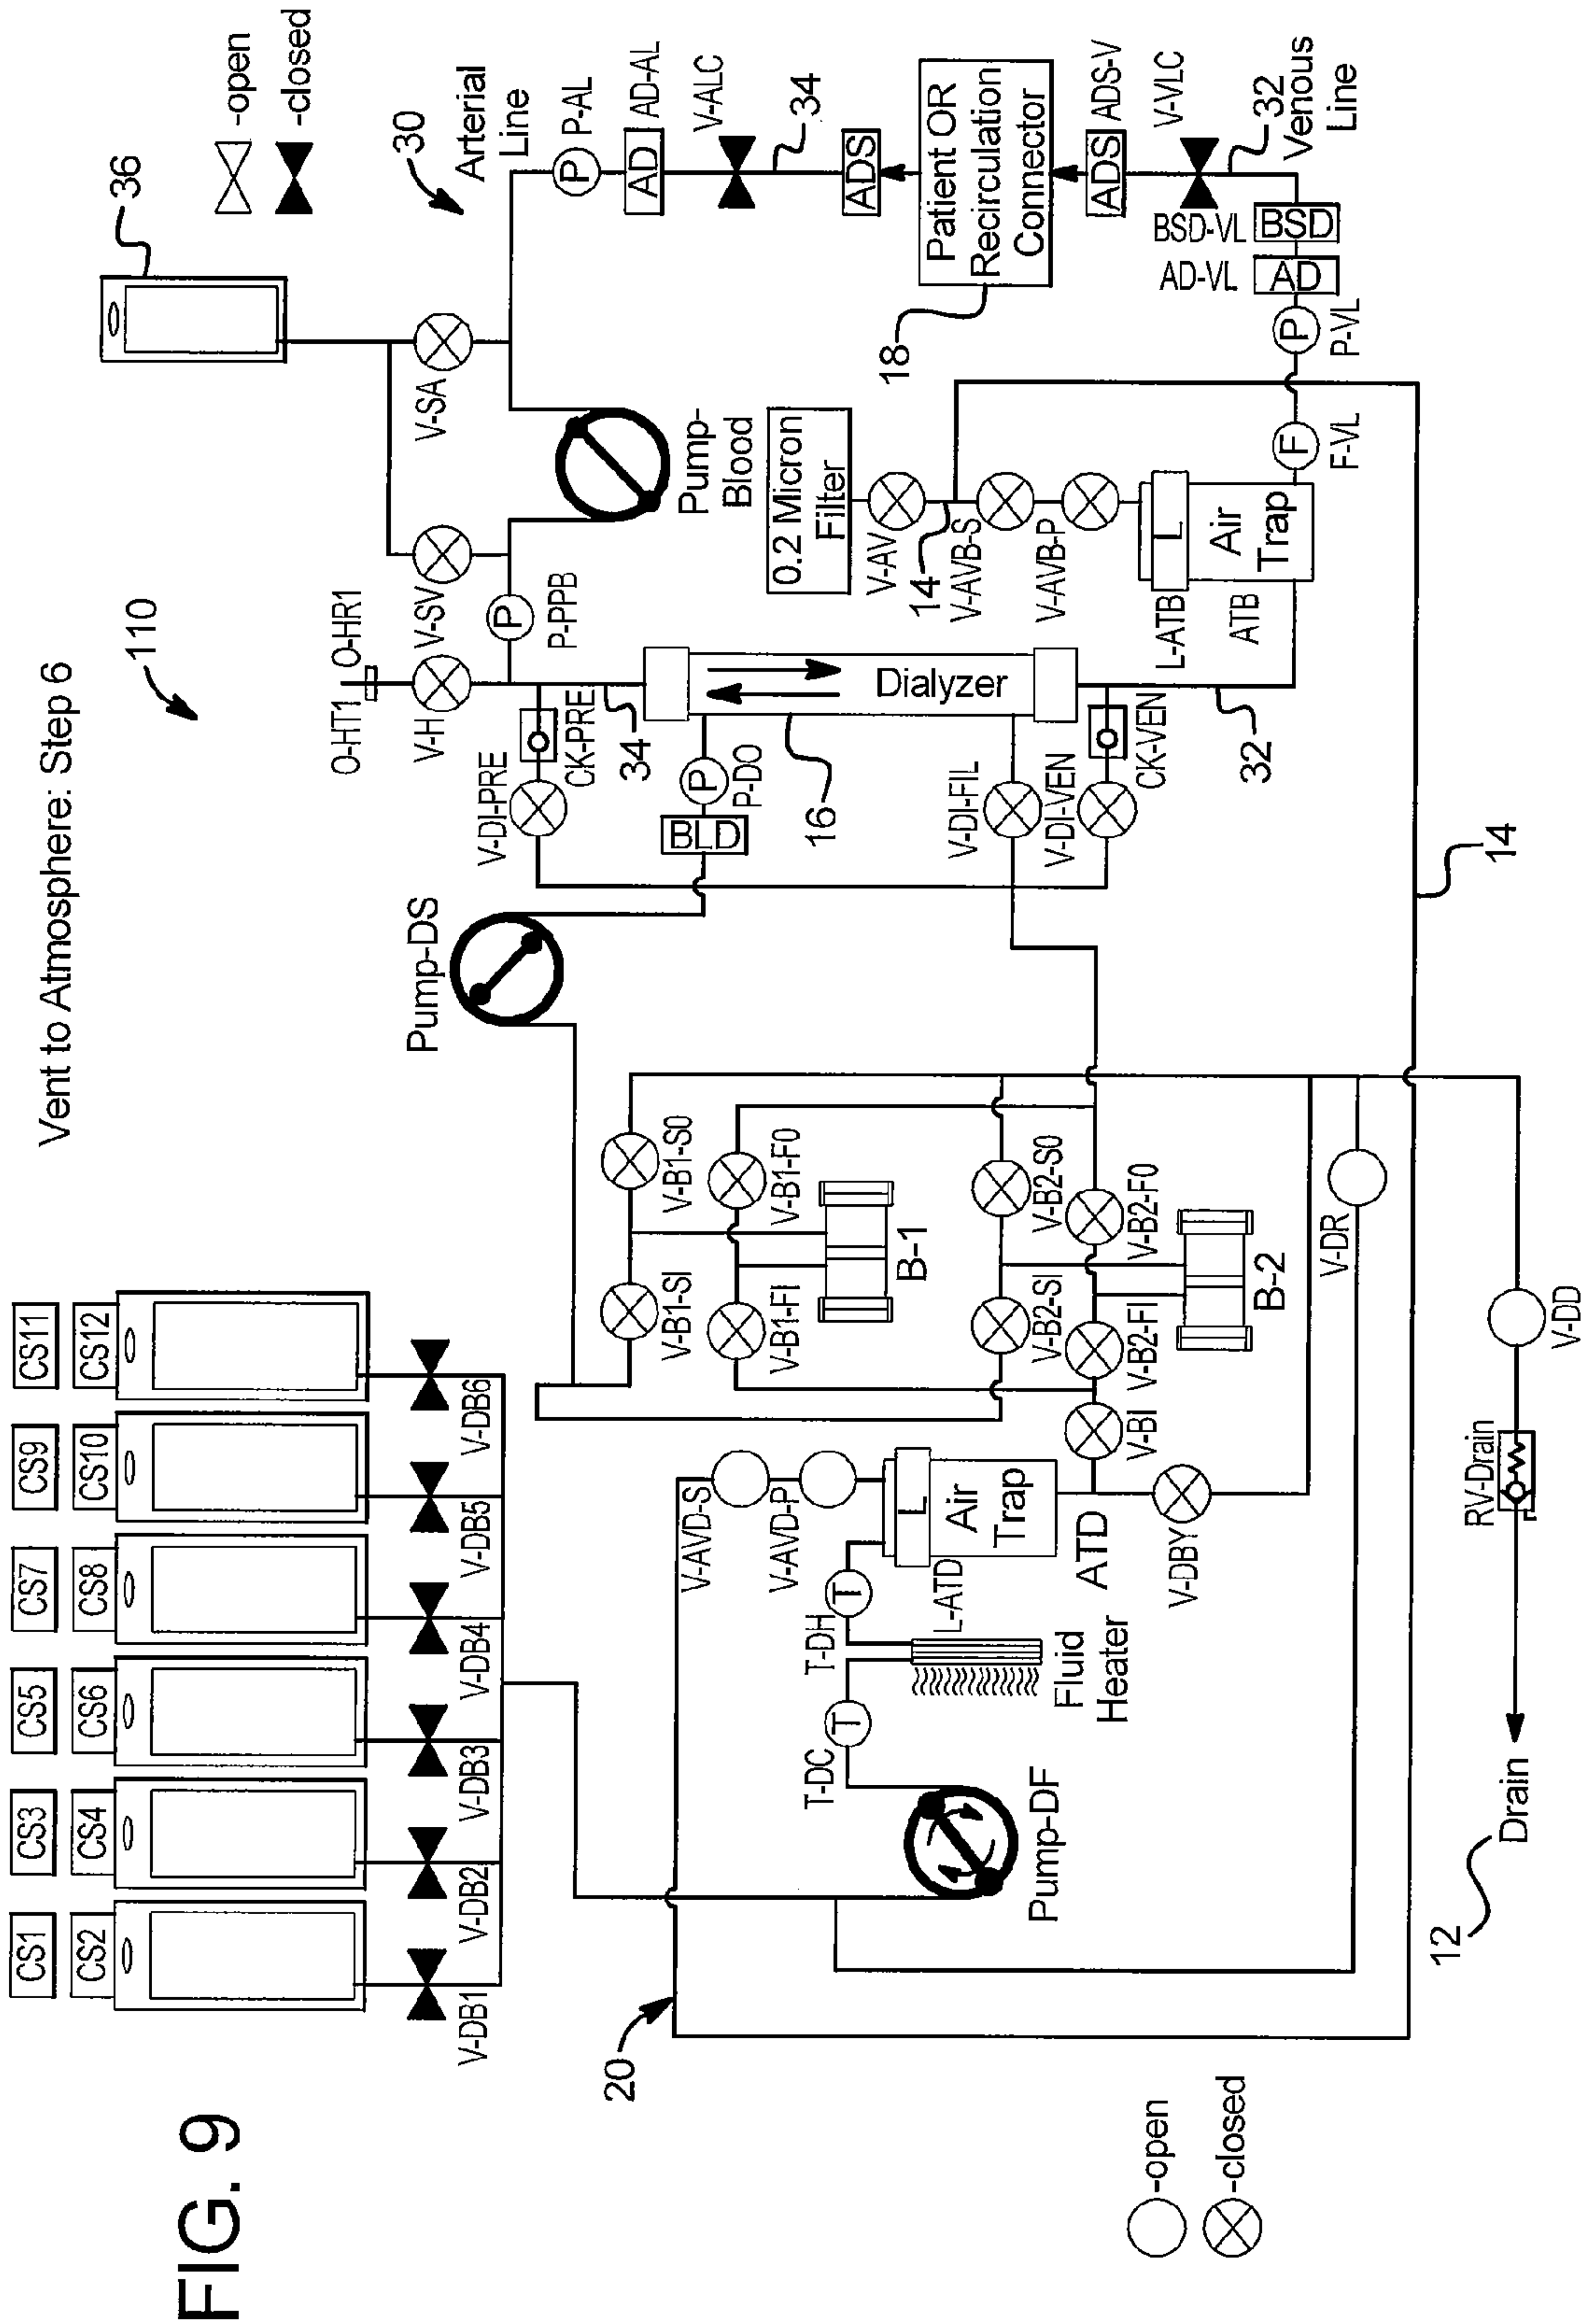 FIG. 9
Vent to Atmosphere: Step 6
110
36
-open
-closed
30
Arterial
Line
P-AL
P
AD-AL
AD
V-ALC
34
ADS
Patient OR
Recirculation
Connector
18
ADS-V
ADS
V-VLC
32
Venous
Line
BSD-VL
BSD
AD-VL
AD
P
P-VL
F
F-VL
V-SA
Pump-
Blood
0.2 Micron
Filter
V-AV
14
V-AVB-S
V-AVB-P
L
Air
Trap
L-ATB
ATB
O-HT1
O-HR1
V-H
V-SV
P
P-PPB
V-DI-PRE
CK-PRE
34
P
P-DO
BLD
Dialyzer
16
V-DI-FIL
V-DI-VEN
CK-VEN
32
14
Pump-DS
V-B1-SI
V-B1-S0
V-B1-FI
V-B1-F0
B-1
V-B2-SI
V-B2-S0
V-B2-FI
V-B2-F0
B-2
V-BI
V-DR
V-DD
RV-Drain
Drain
12
CS1
CS2
CS3
CS4
CS5
CS6
CS7
CS8
CS9
CS10
CS11
CS12
V-DB1
V-DB2
V-DB3
V-DB4
V-DB5
V-DB6
V-AVD-S
V-AVD-P
L
Air
Trap
L-ATD
ATD
V-DBY
T
T-DH
T
T-DC
Fluid
Heater
Pump-DF
20
-open
-closed